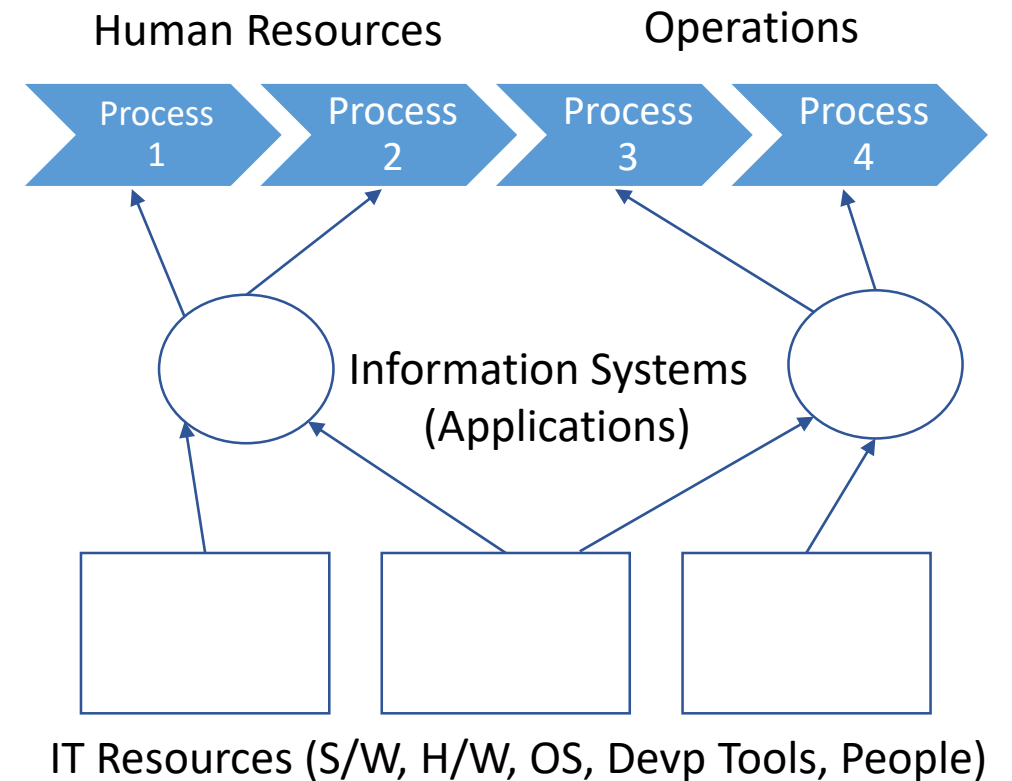 Human Resources
Operations
Process
1
Process
2
Process
3
Process
4
Information Systems
(Applications)
IT Resources (S/W, H/W, OS, Devp Tools, People)